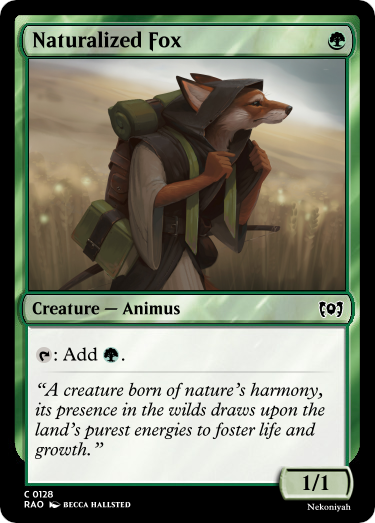 Naturalized Fox
Creature — Animus
: Add .
“A creature born of nature's harmony,
its presence in the wilds draws upon the
land's purest energies to foster life and
growth.”
1/1
C 0128
RAO BECCA HALLSTED
Nekoniyah